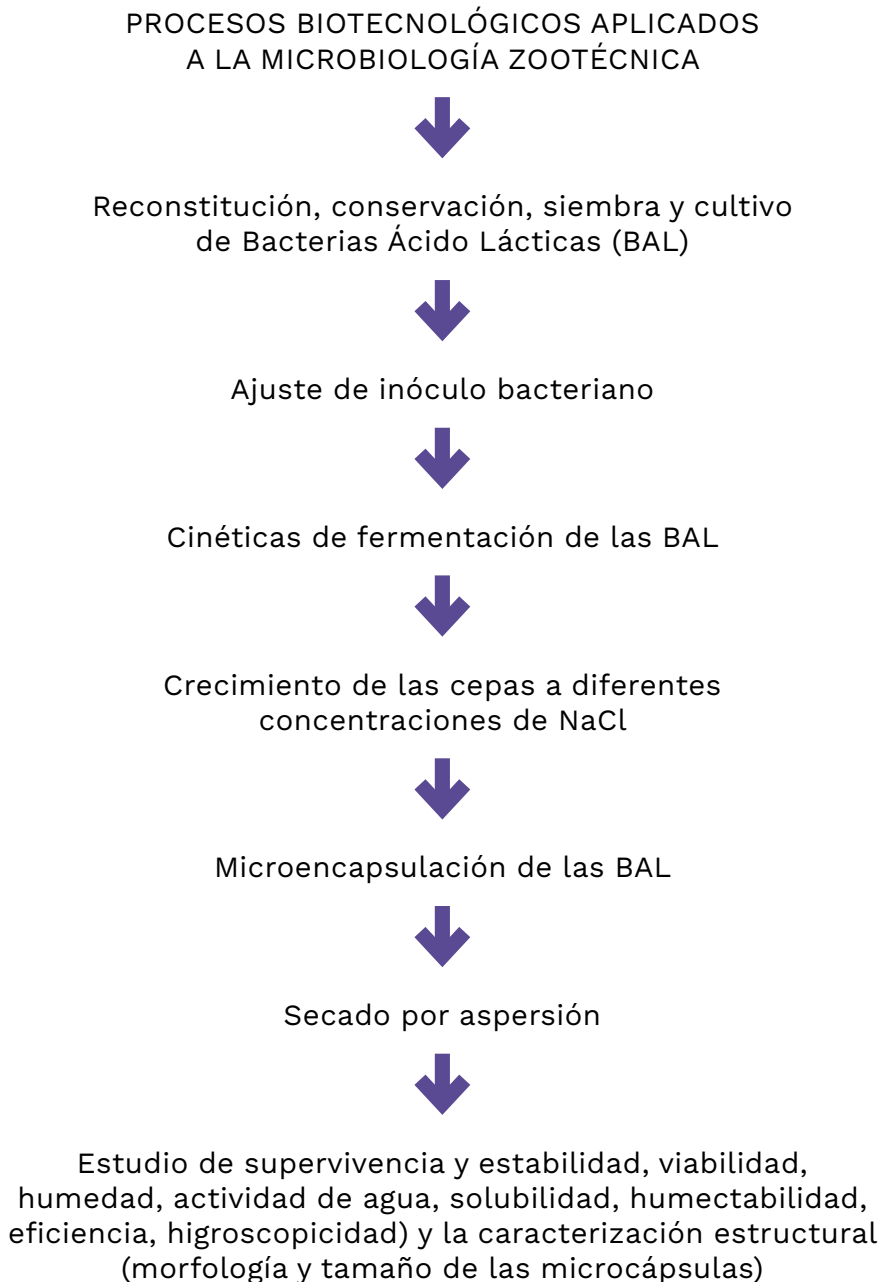 PROCESOS BIOTECNOLÓGICOS APLICADOS
A LA MICROBIOLOGÍA ZOOTÉCNICA
Reconstitución, conservación, siembra y cultivo
de Bacterias Ácido Lácticas (BAL)
Ajuste de inóculo bacteriano
Cinéticas de fermentación de las BAL
Crecimiento de las cepas a diferentes
concentraciones de NaCl
Microencapsulación de las BAL
Secado por aspersión
Estudio de supervivencia y estabilidad, viabilidad,
humedad, actividad de agua, solubilidad, humectabilidad,
eficiencia, higroscopicidad) y la caracterización estructural
(morfología y tamaño de las microcápsulas)